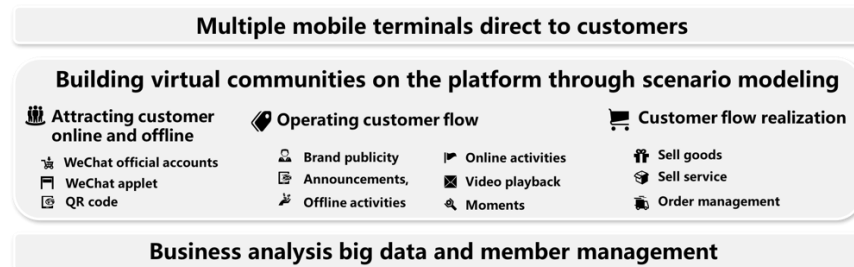 Multiple mobile terminals direct to customers
Building virtual communities on the platform through scenario modeling
Attracting customer
online and offline
WeChat official accounts
WeChat applet
QR code
Operating customer flow
Brand publicity
Announcements,
Offline activities
Online activities
Video playback
Moments
Customer flow realization
Sell goods
Sell service
Order management
Business analysis big data and member management